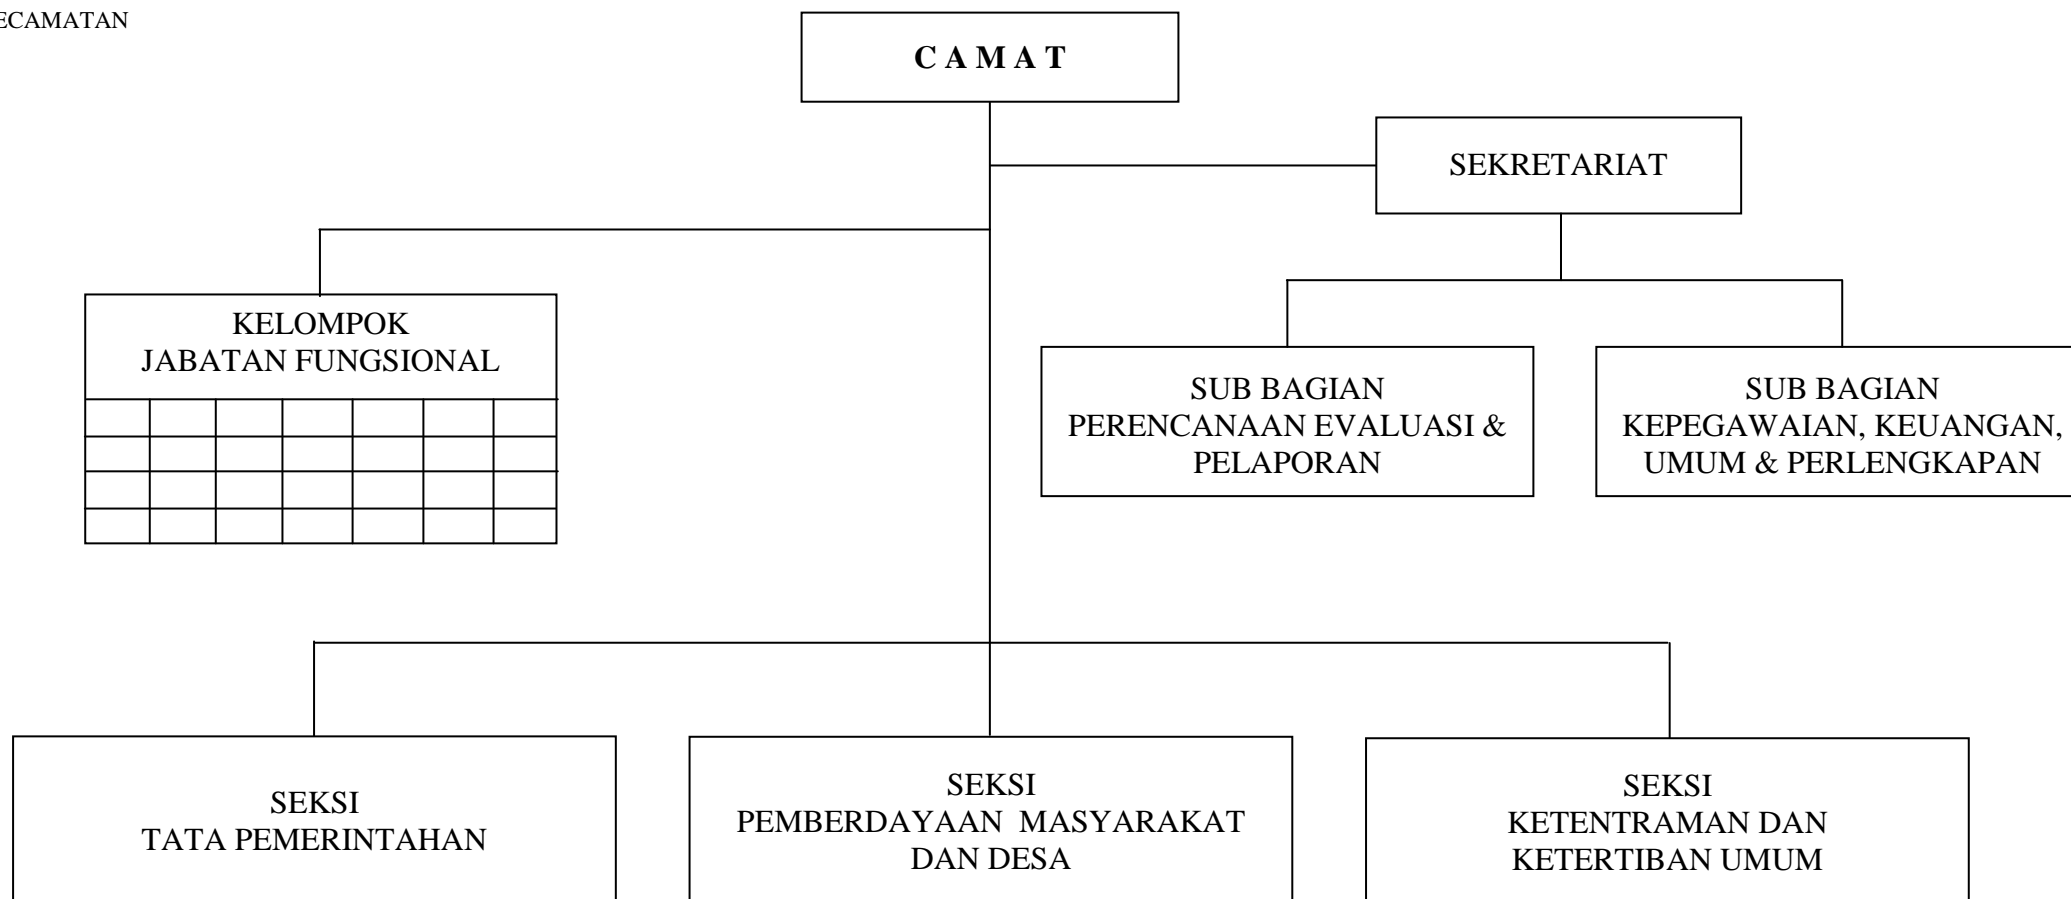 ECAMATAN
C A M A T
SEKRETARIAT
KELOMPOK
JABATAN FUNGSIONAL
SUB BAGIAN
PERENCANAAN EVALUASI &
PELAPORAN
SUB BAGIAN
KEPEGAWAIAN, KEUANGAN,
UMUM & PERLENGKAPAN
SEKSI
TATA PEMERINTAHAN
SEKSI
PEMBERDAYAAN  MASYARAKAT
DAN DESA
SEKSI
KETENTRAMAN DAN
KETERTIBAN UMUM